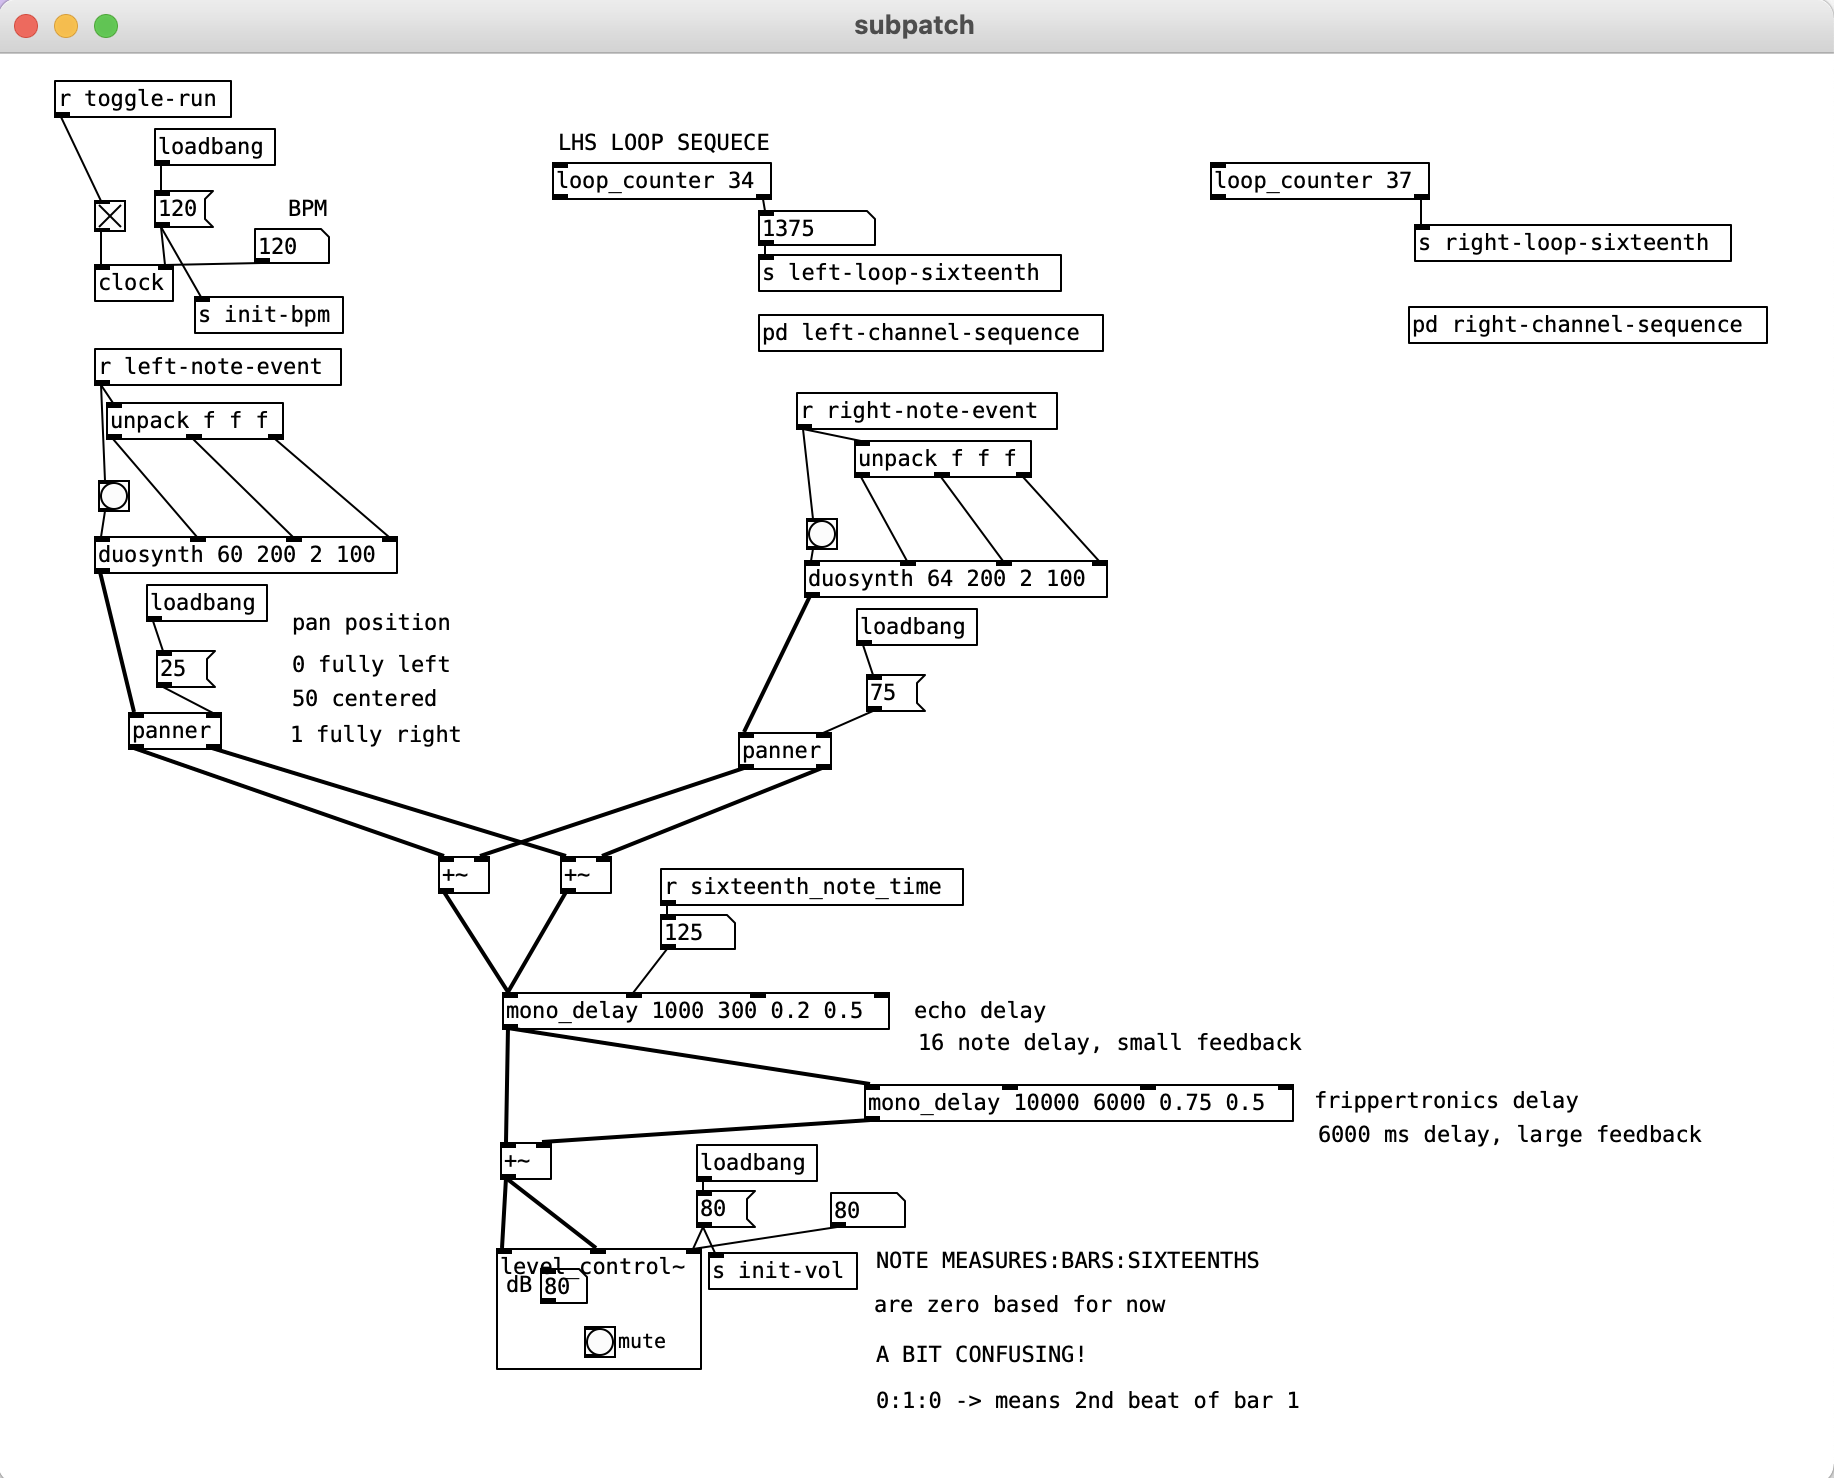 subpatch
r toggle-run
loadbang
120
BPM
120
clock
s init-bpm
LHS LOOP SEQUECE
loop_counter 34
1375
s left-loop-sixteenth
pd left-channel-sequence
loop_counter 37
s right-loop-sixteenth
pd right-channel-sequence
r left-note-event
unpack f f f
duosynth 60 200 2 100
loadbang
25
panner
pan position
0 fully left
50 centered
1 fully right
r right-note-event
unpack f f f
duosynth 64 200 2 100
loadbang
75
panner
+~
+~
r sixteenth_note_time
125
mono_delay 1000 300 0.2 0.5
echo delay
16 note delay, small feedback
mono_delay 10000 6000 0.75 0.5
frippertronics delay
6000 ms delay, large feedback
+~
loadbang
80
80
level_control~
dB 80
mute
s init-vol
NOTE MEASURES:BARS:SIXTEENTHS
are zero based for now
A BIT CONFUSING!
0:1:0 -> means 2nd beat of bar 1